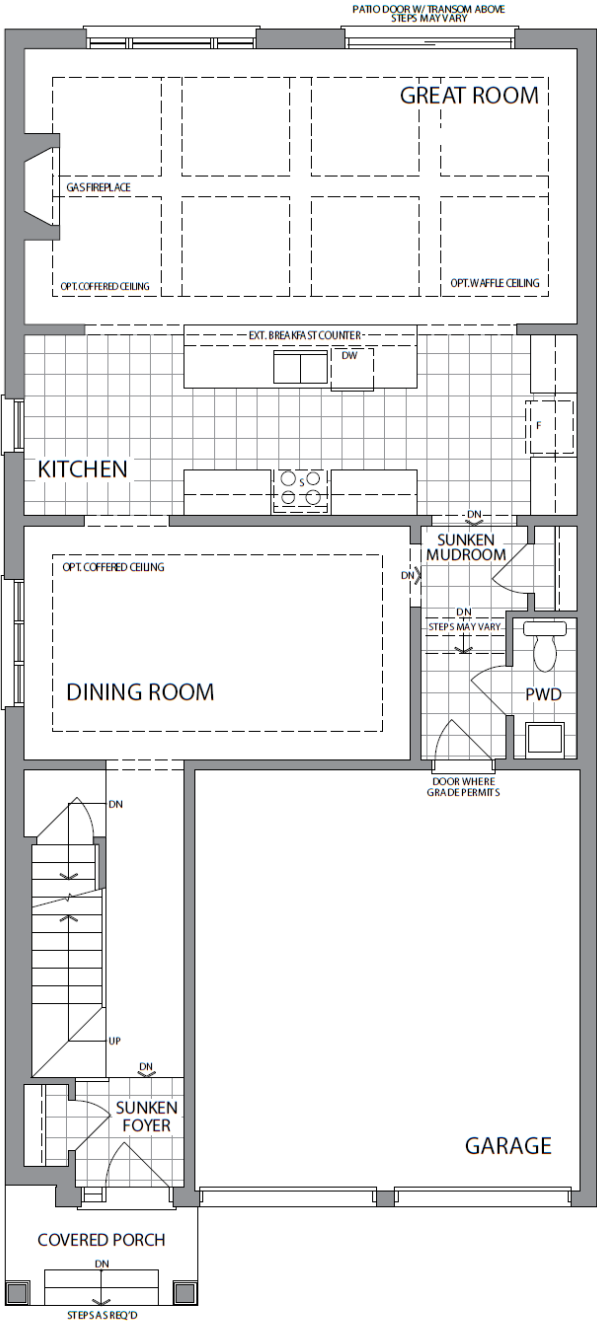 PATIO DOOR W/ TRANSOM ABOVE
STEPS MAY VARY
GREAT ROOM
GAS FIREPLACE
OPT. COFFERED CEILING
OPT. WAFFLE CEILING
EXT. BREAKFAST COUNTER
DW
F
KITCHEN
S
DN
SUNKEN
MUDROOM
OPT. COFFERED CEILING
DN
DN
STEPS MAY VARY
DINING ROOM
PWD
DOOR WHERE
GRADE PERMITS
DN
UP
DN
SUNKEN
FOYER
GARAGE
COVERED PORCH
DN
STEPS AS REQ'D